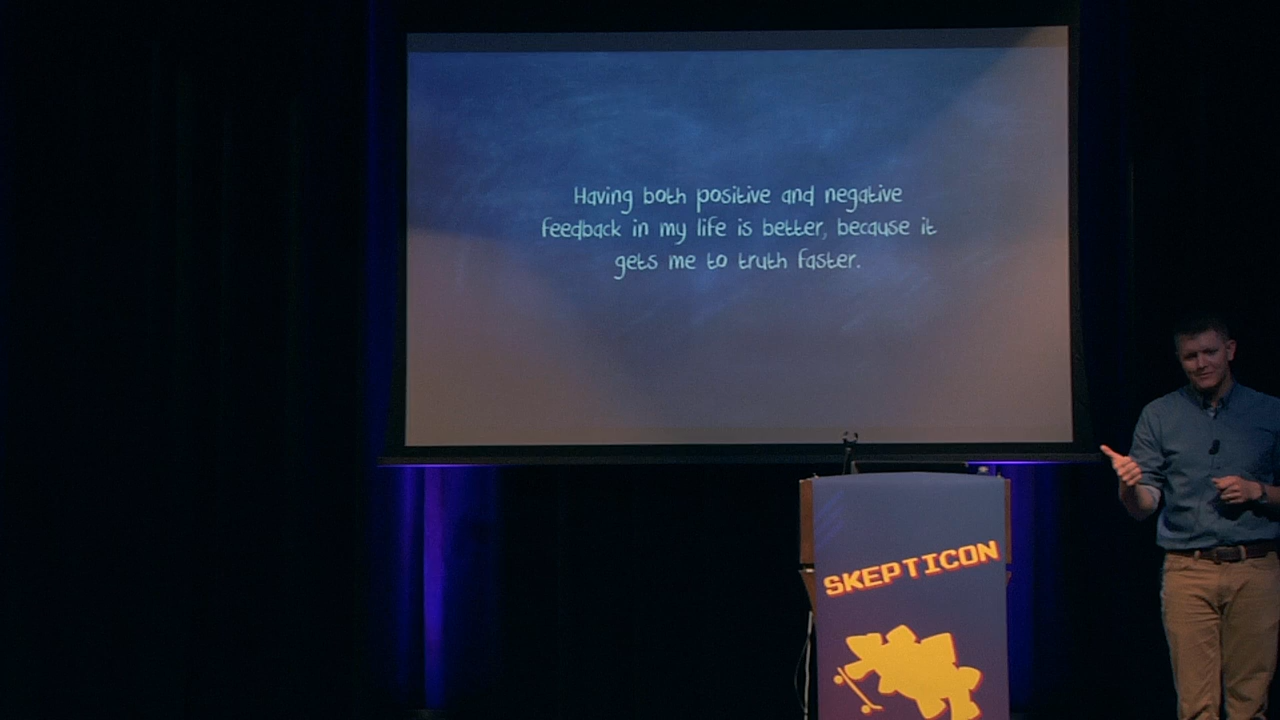 Having both positive and negative
feedback in my life is better, because it
gets me to truth faster.
SKEPTICON